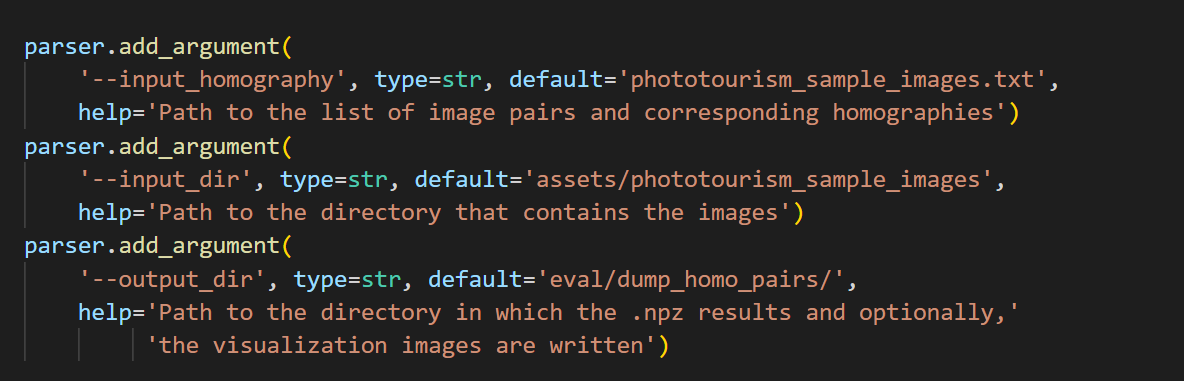 parser.add_argument(
    '--input_homography', type=str, default='phototourism_sample_images.txt',
    help='Path to the list of image pairs and corresponding homographies')
parser.add_argument(
    '--input_dir', type=str, default='assets/phototourism_sample_images',
    help='Path to the directory that contains the images')
parser.add_argument(
    '--output_dir', type=str, default='eval/dump_homo_pairs/',
    help='Path to the directory in which the .npz results and optionally,'
         'the visualization images are written')